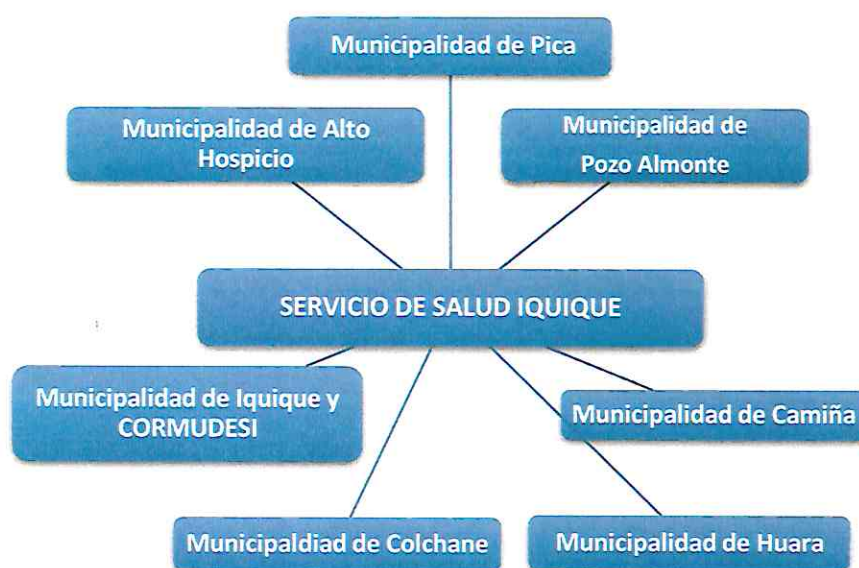 Municipalidad de Pica
Municipalidad de Alto
Hospicio
Municipalidad de
Pozo Almonte
SERVICIO DE SALUD IQUIQUE
Municipalidad de Iquique y
CORMUDESI
Municipalidad de Camiña
Municipaldiad de Colchane
Municipalidad de Huara